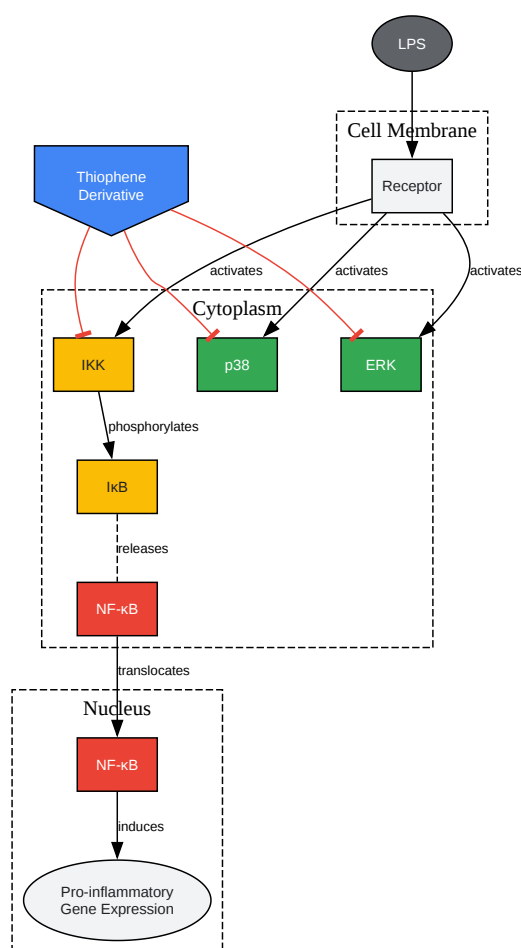 LPS
Cell Membrane
Receptor
Thiophene
Derivative
activates
activates
activates
Cytoplasm
IKK
p38
ERK
phosphorylates
IκB
releases
NF-κB
translocates
Nucleus
NF-κB
induces
Pro-inflammatory
Gene Expression